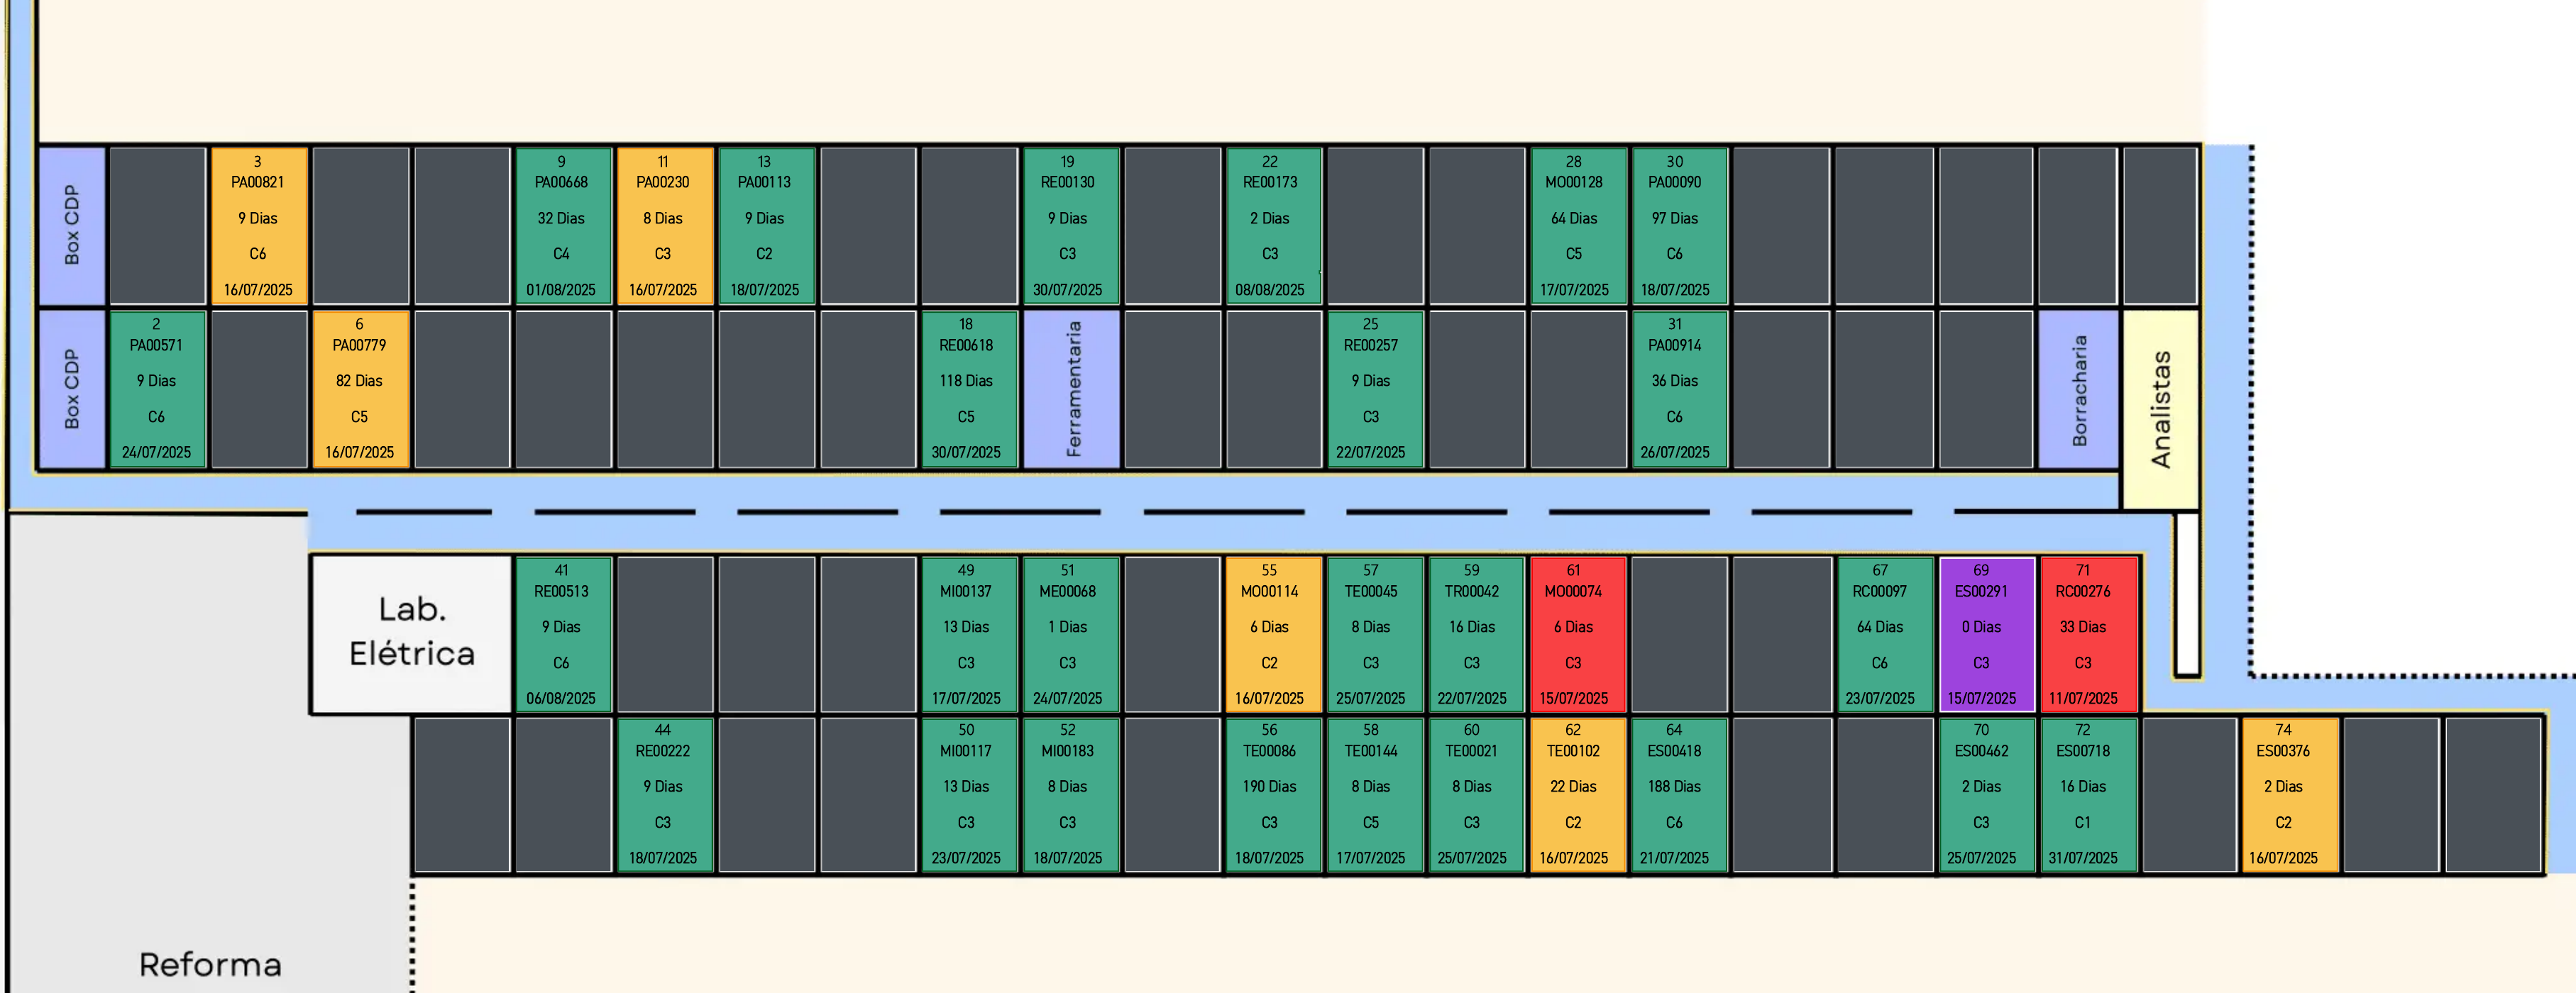 Box CDP
3
PA00821
9 Dias
C6
16/07/2025
9
PA00668
32 Dias
C4
01/08/2025
11
PA00230
8 Dias
C3
16/07/2025
13
PA00113
9 Dias
C2
18/07/2025
19
RE00130
9 Dias
C3
30/07/2025
22
RE00173
2 Dias
C3
08/08/2025
28
MO00128
64 Dias
C5
17/07/2025
30
PA00090
97 Dias
C6
18/07/2025
Box CDP
2
PA00571
9 Dias
C6
24/07/2025
6
PA00779
82 Dias
C5
16/07/2025
18
RE00618
118 Dias
C5
30/07/2025
Ferramentaria
25
RE00257
9 Dias
C3
22/07/2025
31
PA00914
36 Dias
C6
26/07/2025
Borracharia
Analistas
Lab.
Elétrica
41
RE00513
9 Dias
C6
06/08/2025
49
MI00137
13 Dias
C3
17/07/2025
51
ME00068
1 Dias
C3
24/07/2025
55
MO00114
6 Dias
C2
16/07/2025
57
TE00045
8 Dias
C3
25/07/2025
59
TR00042
16 Dias
C3
22/07/2025
61
MO00074
6 Dias
C3
15/07/2025
67
RC00097
64 Dias
C6
23/07/2025
69
ES00291
0 Dias
C3
15/07/2025
71
RC00276
33 Dias
C3
11/07/2025
44
RE00222
9 Dias
C3
18/07/2025
50
MI00117
13 Dias
C3
23/07/2025
52
MI00183
8 Dias
C3
18/07/2025
56
TE00086
190 Dias
C3
18/07/2025
58
TE00144
8 Dias
C5
17/07/2025
60
TE00021
8 Dias
C3
25/07/2025
62
TE00102
22 Dias
C2
16/07/2025
64
ES00418
188 Dias
C6
21/07/2025
70
ES00462
2 Dias
C3
25/07/2025
72
ES00718
16 Dias
C1
31/07/2025
74
ES00376
2 Dias
C2
16/07/2025
Reforma